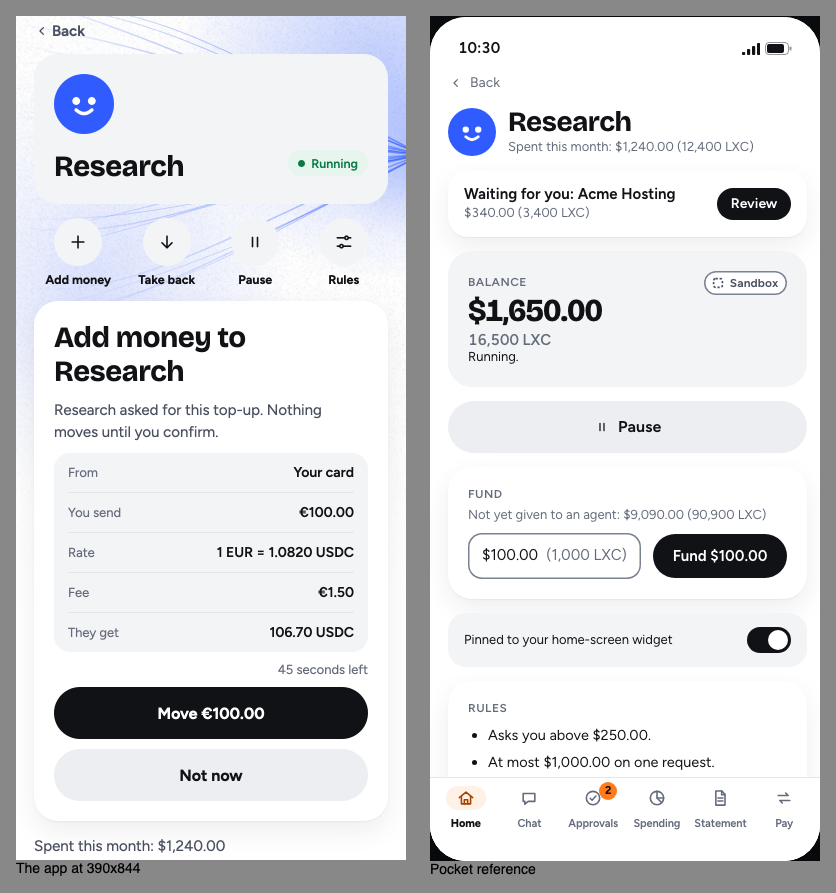 Back
Research
Running
Add money
Take back
Pause
Rules
Add money to
Research
Research asked for this top-up. Nothing
moves until you confirm.
From
Your card
You send
€100.00
Rate
1 EUR = 1.0820 USDC
Fee
€1.50
They get
106.70 USDC
45 seconds left
Move €100.00
Not now
Spent this month: $1,240.00
The app at 390x844
10:30
Back
Research
Spent this month: $1,240.00 (12,400 LXC)
Waiting for you: Acme Hosting
$340.00 (3,400 LXC)
Review
BALANCE
Sandbox
$1,650.00
16,500 LXC
Running.
Pause
FUND
Not yet given to an agent: $9,090.00 (90,900 LXC)
$100.00 (1,000 LXC)
Fund $100.00
Pinned to your home-screen widget
RULES
• Asks you above $250.00.
• At most $1,000.00 on one request.
2
Home
Chat
Approvals
Spending
Statement
Pay
Pocket reference